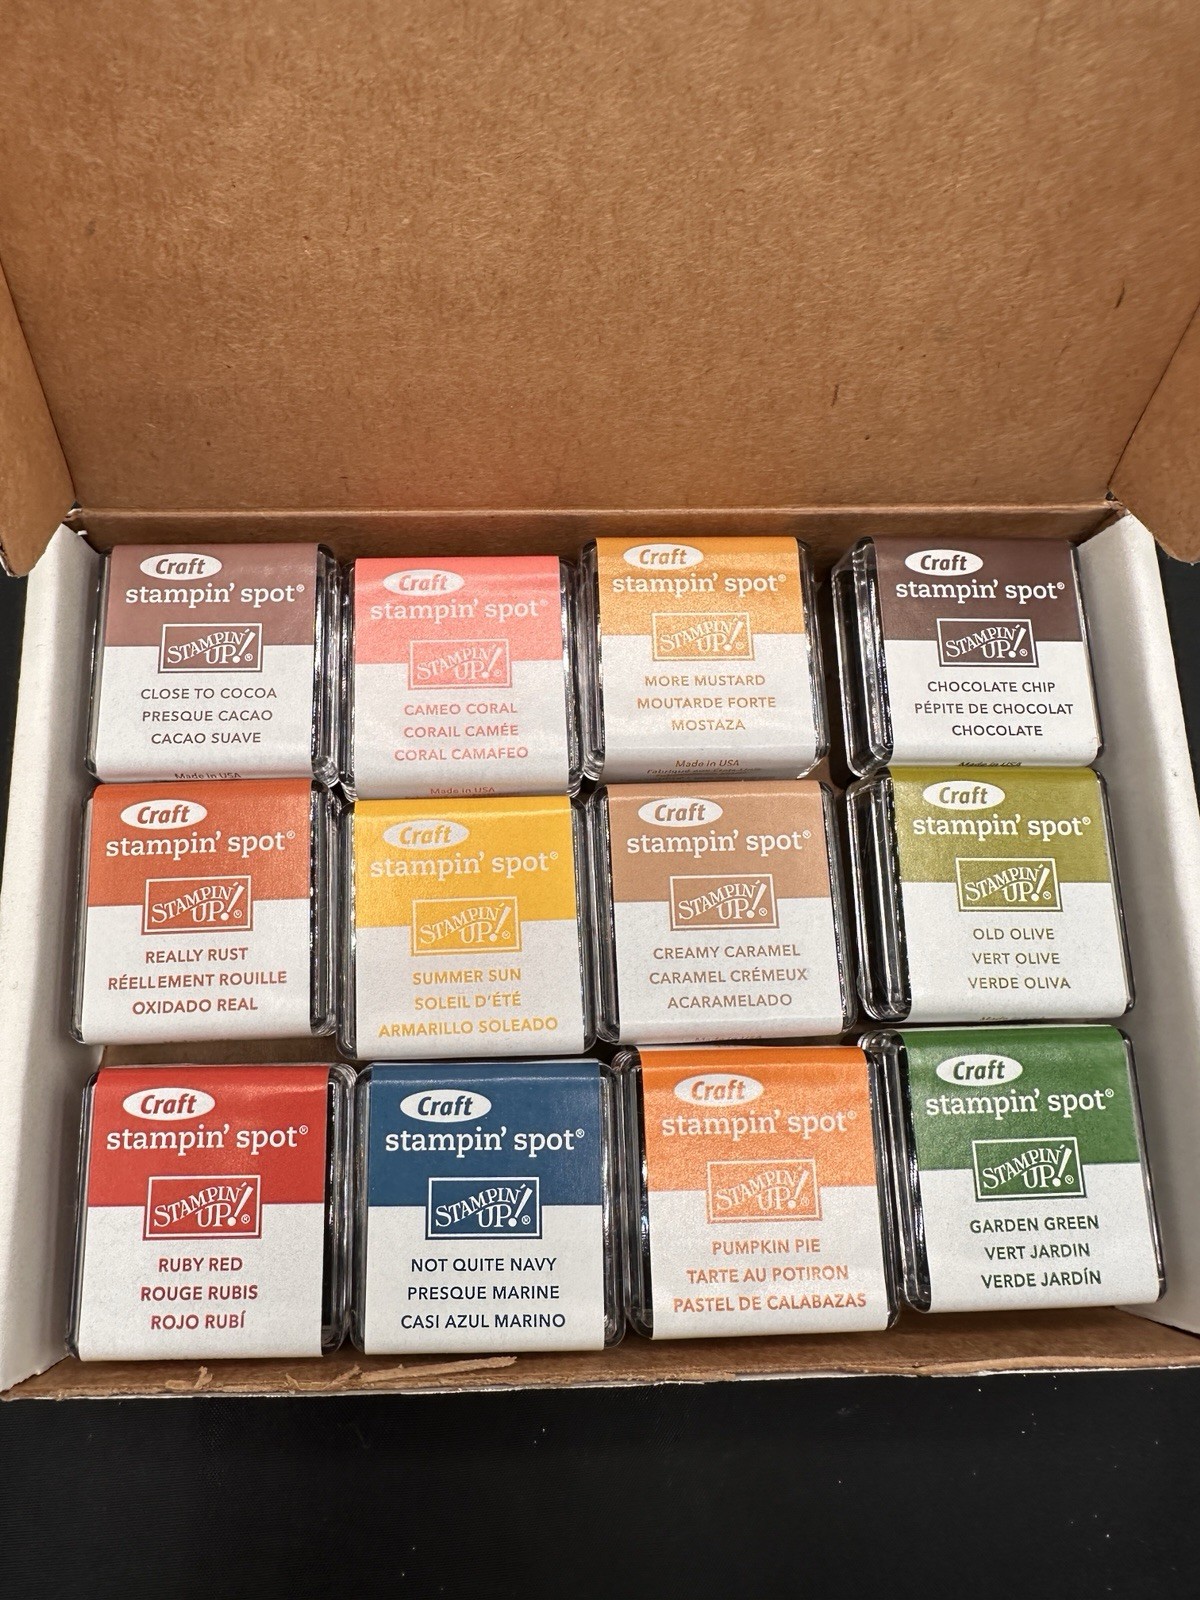 Craft
stampin' spot®
STAMPIN' UP!®
CLOSE TO COCOA
PRESQUE CACAO
CACAO SUAVE
Made in USA
Craft
stampin' spot®
STAMPIN' UP!®
CAMEO CORAL
CORAIL CAMÉE
CORAL CAMAFEO
Made in USA
Craft
stampin' spot®
STAMPIN' UP!®
MORE MUSTARD
MOUTARDE FORTE
MOSTAZA
Made in USA
Craft
stampin' spot®
STAMPIN' UP!®
CHOCOLATE CHIP
PÉPITE DE CHOCOLAT
CHOCOLATE
Made in USA
Craft
stampin' spot®
STAMPIN' UP!®
REALLY RUST
RÉELLEMENT ROUILLE
OXIDADO REAL
Craft
stampin' spot®
STAMPIN' UP!®
SUMMER SUN
SOLEIL D'ÉTÉ
ARMARILLO SOLEADO
Craft
stampin' spot®
STAMPIN' UP!®
CREAMY CARAMEL
CARAMEL CRÉMEUX
ACARAMELADO
Craft
stampin' spot®
STAMPIN' UP!®
OLD OLIVE
VERT OLIVE
VERDE OLIVA
Craft
stampin' spot®
STAMPIN' UP!®
RUBY RED
ROUGE RUBIS
ROJO RUBÍ
Craft
stampin' spot®
STAMPIN' UP!®
NOT QUITE NAVY
PRESQUE MARINE
CASI AZUL MARINO
Craft
stampin' spot®
STAMPIN' UP!®
PUMPKIN PIE
TARTE AU POTIRON
PASTEL DE CALABAZAS
Craft
stampin' spot®
STAMPIN' UP!®
GARDEN GREEN
VERT JARDIN
VERDE JARDÍN